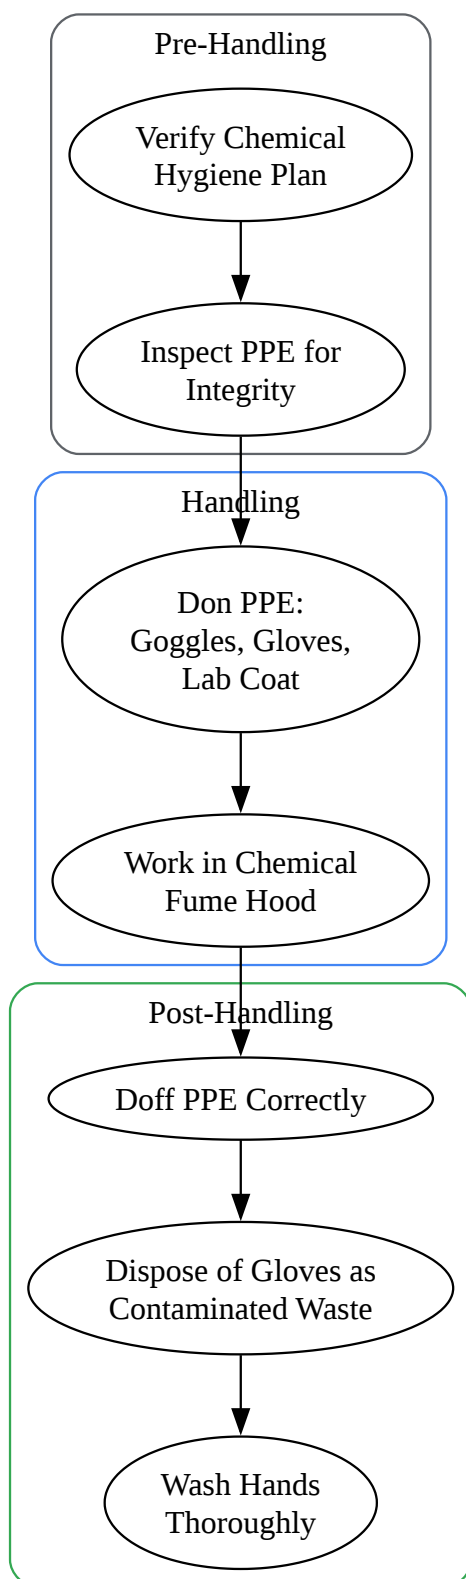 Pre-Handling
Verify Chemical
Hygiene Plan
Inspect PPE for
Integrity
Handling
Don PPE:
Goggles, Gloves,
Lab Coat
Work in Chemical
Fume Hood
Post-Handling
Doff PPE Correctly
Dispose of Gloves as
Contaminated Waste
Wash Hands
Thoroughly